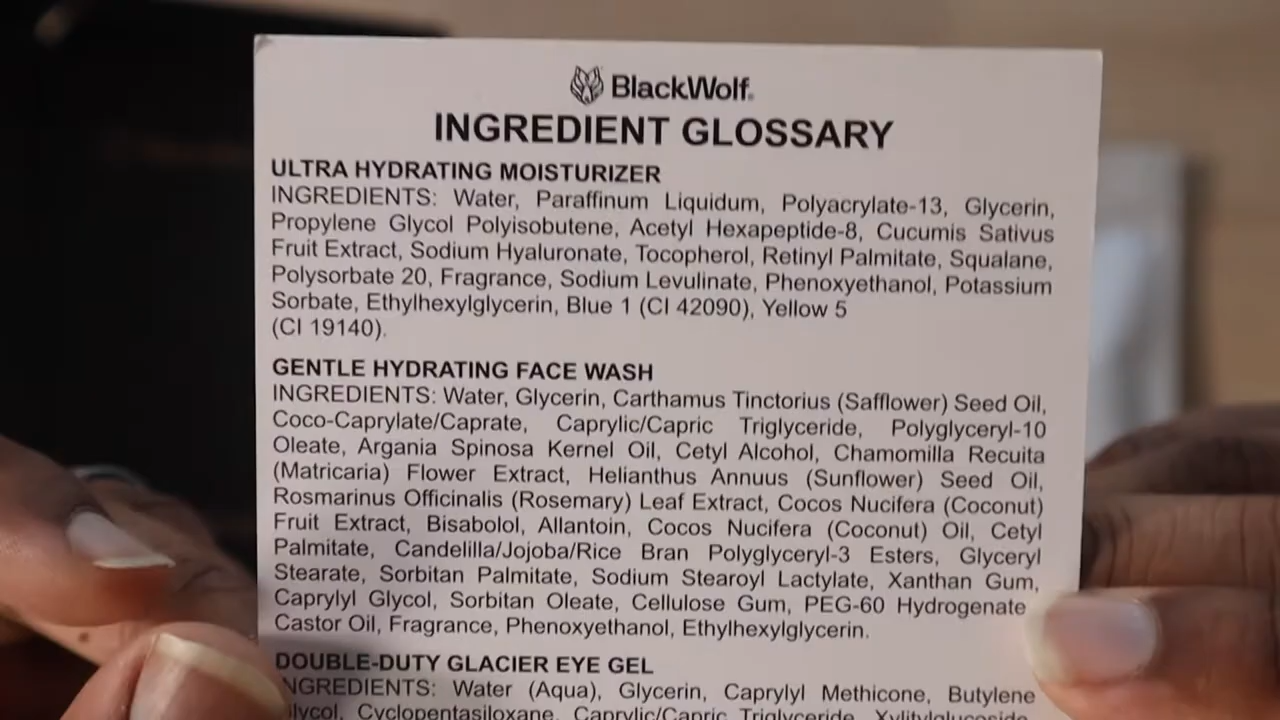 BlackWolf.
INGREDIENT GLOSSARY
ULTRA HYDRATING MOISTURIZER
INGREDIENTS: Water, Paraffinum Liquidum, Polyacrylate-13, Glycerin,
Propylene Glycol Polyisobutene, Acetyl Hexapeptide-8, Cucumis Sativus
Fruit Extract, Sodium Hyaluronate, Tocopherol, Retinyl Palmitate, Squalane,
Polysorbate 20, Fragrance, Sodium Levulinate, Phenoxyethanol, Potassium
Sorbate, Ethylhexylglycerin, Blue 1 (CI 42090), Yellow 5
(CI 19140).
GENTLE HYDRATING FACE WASH
INGREDIENTS: Water, Glycerin, Carthamus Tinctorius (Safflower) Seed Oil,
Coco-Caprylate/Caprate, Caprylic/Capric Triglyceride, Polyglyceryl-10
Oleate, Argania Spinosa Kernel Oil, Cetyl Alcohol, Chamomilla Recuita
(Matricaria) Flower Extract, Helianthus Annuus (Sunflower) Seed Oil,
Rosmarinus Officinalis (Rosemary) Leaf Extract, Cocos Nucifera (Coconut)
Fruit Extract, Bisabolol, Allantoin, Cocos Nucifera (Coconut) Oil, Cetyl
Palmitate, Candelilla/Jojoba/Rice Bran Polyglyceryl-3 Esters, Glyceryl
Stearate, Sorbitan Palmitate, Sodium Stearoyl Lactylate, Xanthan Gum,
Caprylyl Glycol, Sorbitan Oleate, Cellulose Gum, PEG-60 Hydrogenate
Castor Oil, Fragrance, Phenoxyethanol, Ethylhexylglycerin.
DOUBLE-DUTY GLACIER EYE GEL
INGREDIENTS: Water (Aqua), Glycerin, Caprylyl Methicone, Butylene
Glycol, Cyclopentasiloxane, Caprylic/Capric Triglyceride, Xylitylglucoside,